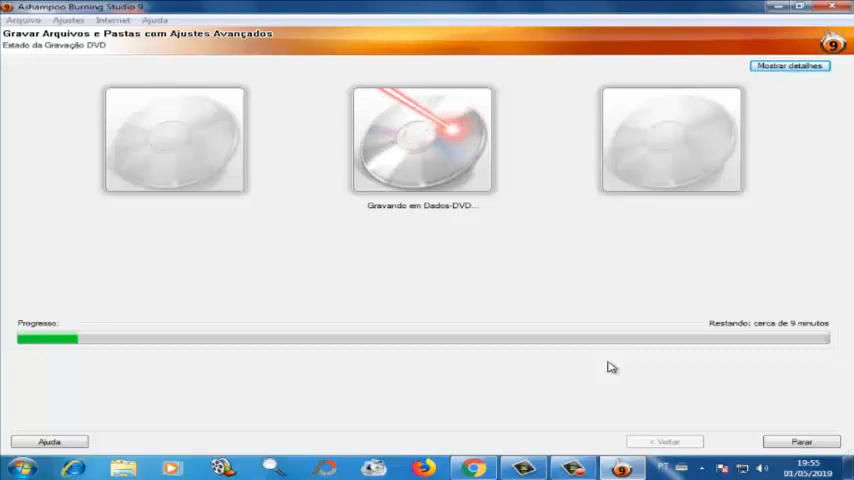 Ashampoo Burning Studio 9
Arquivo Ajustes Internet Ajuda
Gravar Arquivos e Pastas com Ajustes Avançados
Estado da Gravação DVD
9
Mostrar detalhes
Gravando em Dados-DVD...
Progresso:
Restando: cerca de 9 minutos
Ajuda
< Voltar
Parar
PT
19:55
01/05/2019